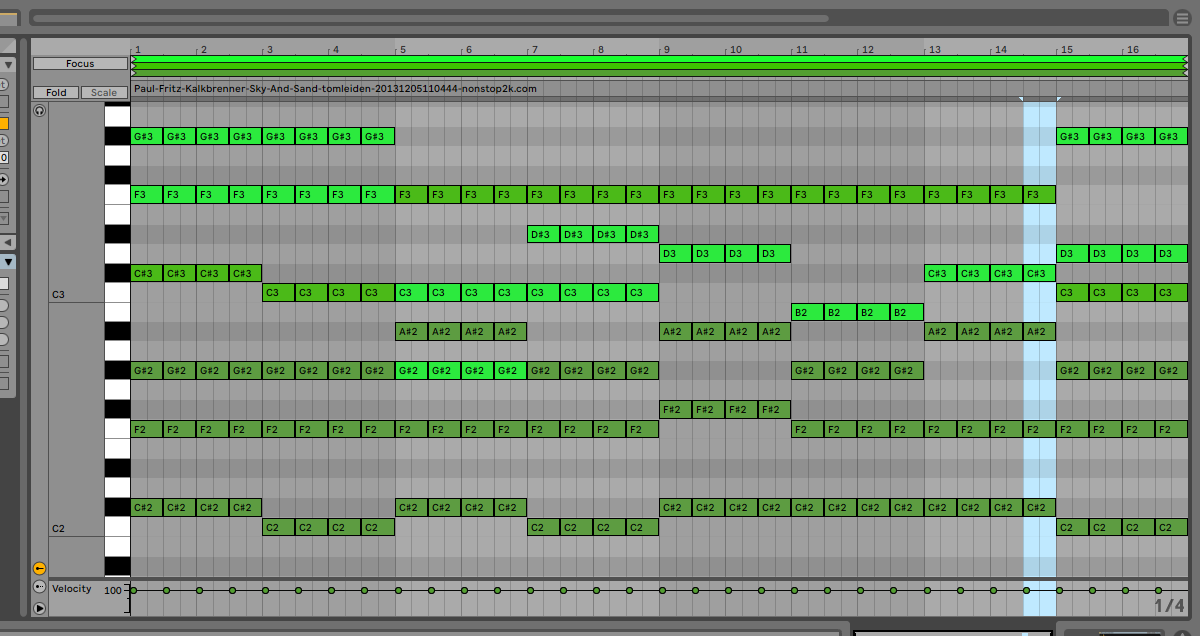 1 2 3 4 5 6 7 8 9 10 11 12 13 14 15 16
Focus
Fold Scale
Paul-Fritz-Kalkbrenner-Sky-And-Sand-tomleiden-20131205110444-nonstop2k.com
G#3 G#3 G#3 G#3 G#3 G#3 G#3 G#3 G#3 G#3 G#3 G#3
F3 F3 F3 F3 F3 F3 F3 F3 F3 F3 F3 F3 F3 F3 F3 F3 F3 F3 F3 F3 F3 F3 F3 F3 F3 F3 F3 F3
D#3 D#3 D#3 D#3
D3 D3 D3 D3 D3 D3 D3 D3
C#3 C#3 C#3 C#3 C#3 C#3 C#3 C#3
C3 C3 C3 C3 C3 C3 C3 C3 C3 C3 C3 C3 C3 C3 C3 C3 C3
B2 B2 B2 B2
A#2 A#2 A#2 A#2 A#2 A#2 A#2 A#2 A#2 A#2 A#2 A#2
G#2 G#2 G#2 G#2 G#2 G#2 G#2 G#2 G#2 G#2 G#2 G#2 G#2 G#2 G#2 G#2 G#2 G#2 G#2 G#2 G#2 G#2 G#2 G#2
F#2 F#2 F#2 F#2
F2 F2 F2 F2 F2 F2 F2 F2 F2 F2 F2 F2 F2 F2 F2 F2 F2 F2 F2 F2 F2 F2 F2 F2 F2 F2 F2 F2
C#2 C#2 C#2 C#2 C#2 C#2 C#2 C#2 C#2 C#2 C#2 C#2 C#2 C#2 C#2 C#2 C#2 C#2 C#2 C#2
C2 C2 C2 C2 C2 C2 C2 C2 C2 C2 C2 C2 C2
Velocity 100
1/4